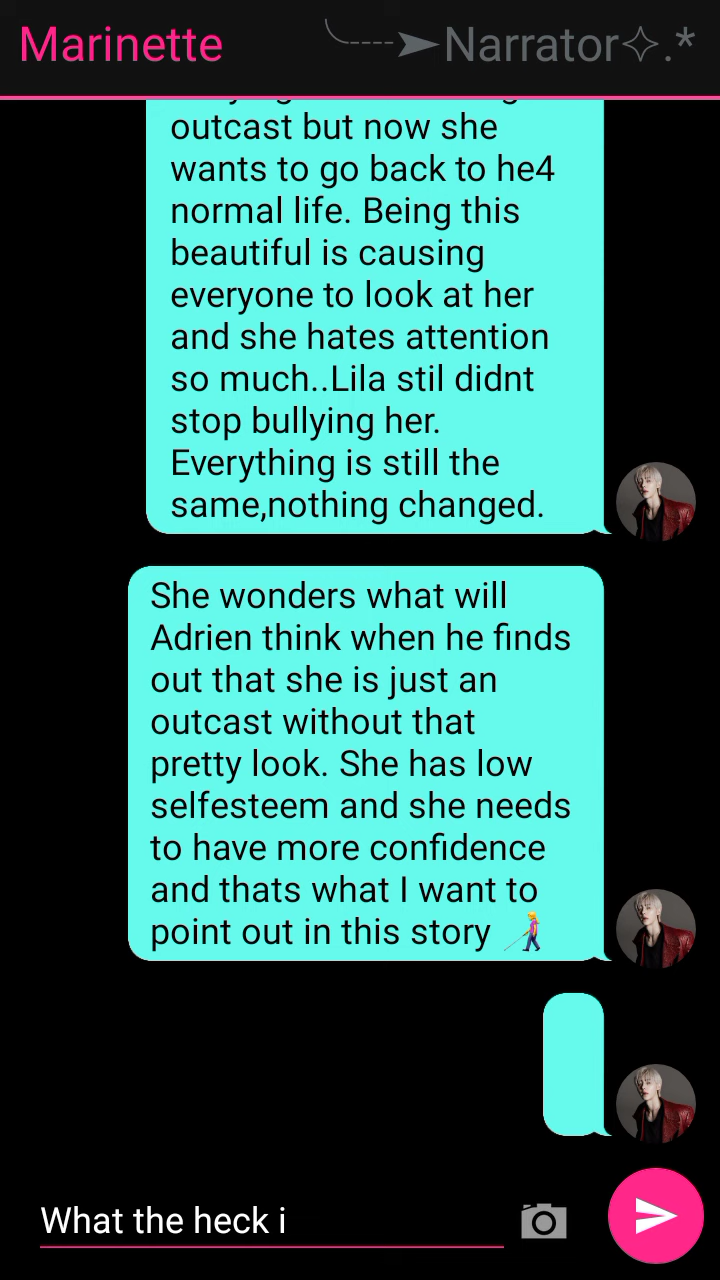 Marinette
Narrator✧.*
outcast but now she
wants to go back to he4
normal life. Being this
beautiful is causing
everyone to look at her
and she hates attention
so much..Lila stil didnt
stop bullying her.
Everything is still the
same,nothing changed.
She wonders what will
Adrien think when he finds
out that she is just an
outcast without that
pretty look. She has low
selfesteem and she needs
to have more confidence
and thats what I want to
point out in this story
What the heck i